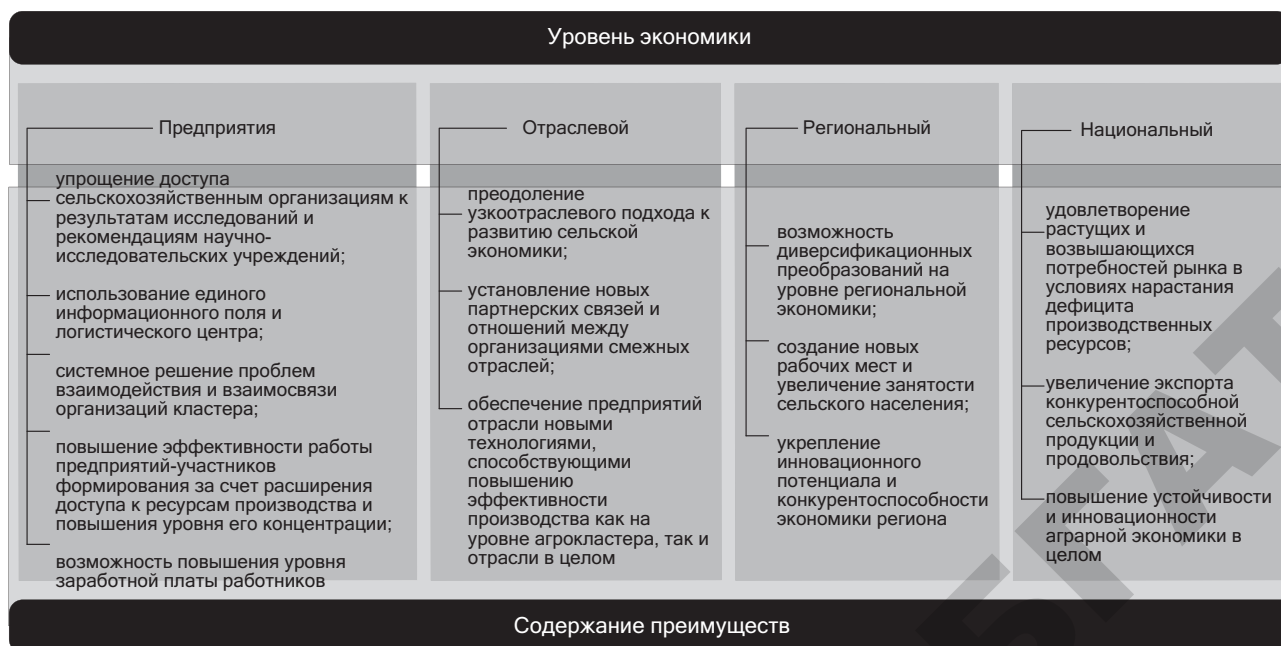 Уровень экономики
Предприятия
упрощение доступа
сельскохозяйственным организациям к
результатам исследований и
рекомендациям научно-
исследовательских учреждений;
использование единого
информационного поля и
логистического центра;
системное решение проблем
взаимодействия и взаимосвязи
организаций кластера;
повышение эффективности работы
предприятий-участников
формирования за счет расширения
доступа к ресурсам производства и
повышения уровня его концентрации;
возможность повышения уровня
заработной платы работников
Отраслевой
преодоление
узкоотраслевого подхода к
развитию сельской
экономики;
установление новых
партнерских связей и
отношений между
организациями смежных
отраслей;
обеспечение предприятий
отрасли новыми
технологиями,
способствующими
повышению
эффективности
производства как на
уровне агрокластера, так и
отрасли в целом
Региональный
возможность
диверсификационных
преобразований на
уровне региональной
экономики;
создание новых
рабочих мест и
увеличение занятости
сельского населения;
укрепление
инновационного
потенциала и
конкурентоспособности
экономики региона
Национальный
удовлетворение
растущих и
возвышающихся
потребностей рынка в
условиях нарастания
дефицита
производственных
ресурсов;
увеличение экспорта
конкурентоспособной
сельскохозяйственной
продукции и
продовольствия;
повышение устойчивости
и инновационности
аграрной экономики в
целом
Содержание преимуществ
БГАТ